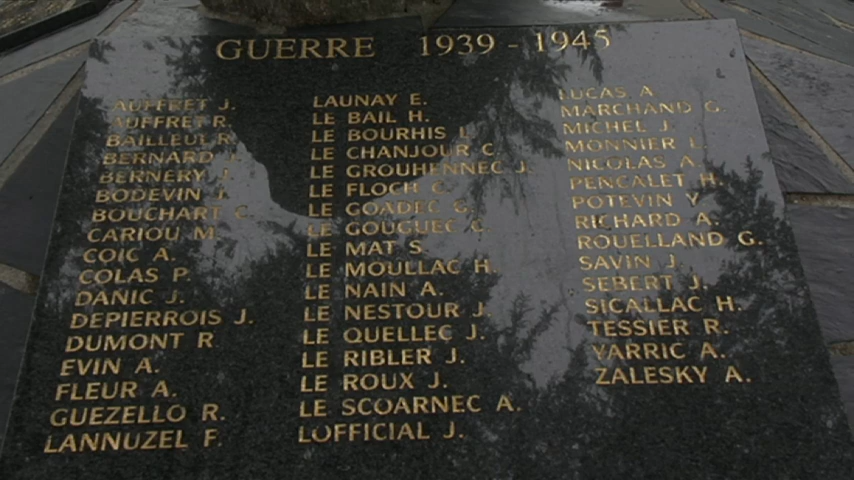 GUERRE 1939 - 1945
AUFFRET J.
AUFFRET R.
BAILLEUL R.
BERNARD J.
BERNERY J.
BODEVIN J.
BOUCHART C.
CARIOU M.
COIC A.
COLAS P.
DANIC J.
DEPIERROIS J.
DUMONT R
EVIN A.
FLEUR A.
GUEZELLO R.
LANNUZEL F.
LAUNAY E.
LE BAIL H.
LE BOURHIS L.
LE CHANJOUR C.
LE GROUHENNEC J.
LE FLOCH C.
LE GOADEC G.
LE GOUGUEC C.
LE MAT S.
LE MOULLAC H.
LE NAIN A.
LE NESTOUR J.
LE QUELLEC J.
LE RIBLER J.
LE ROUX J.
LE SCOARNEC A.
LOFFICIAL J.
LUCAS A.
MARCHAND G.
MICHEL J.
MONNIER L.
NICOLAS A.
PENCALET H.
POTEVIN Y.
RICHARD A.
ROUELLAND G.
SAVIN J.
SEBERT J.
SICALLAC H.
TESSIER R.
YARRIC A.
ZALESKY A.